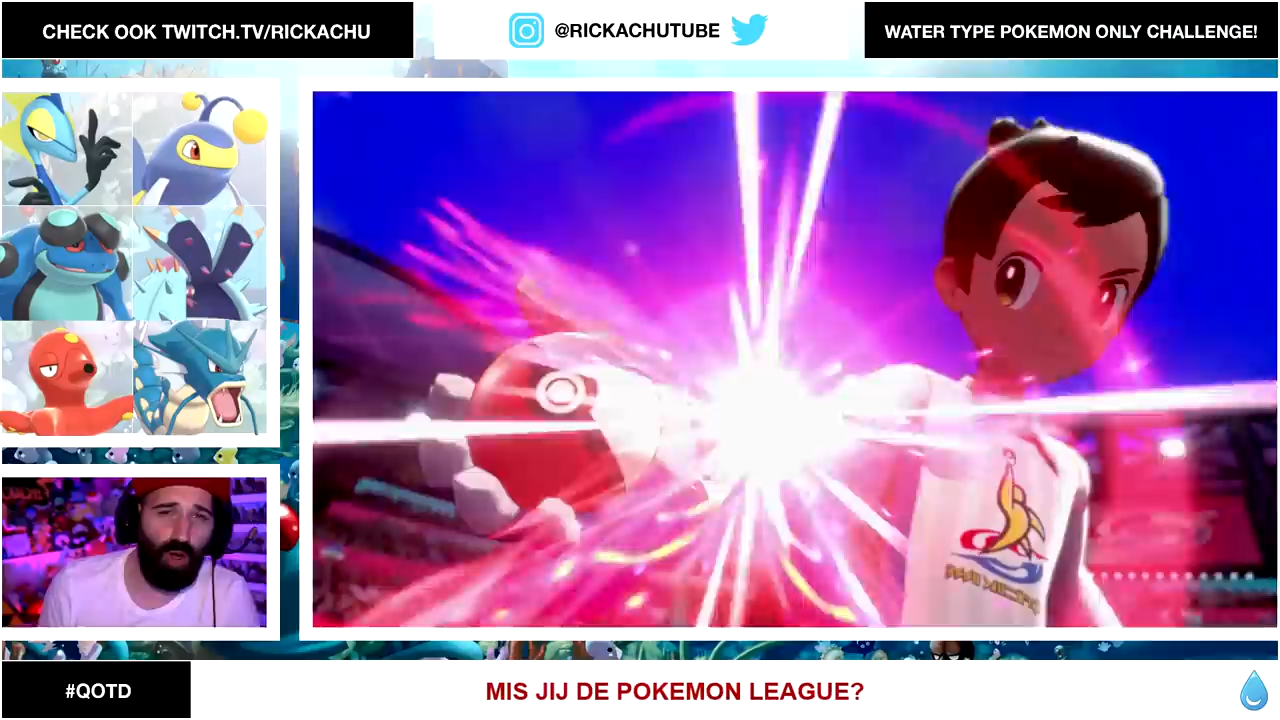 CHECK OOK TWITCH.TV/RICKACHU
@RICKACHUTUBE
WATER TYPE POKEMON ONLY CHALLENGE!
#QOTD
MIS JIJ DE POKEMON LEAGUE?